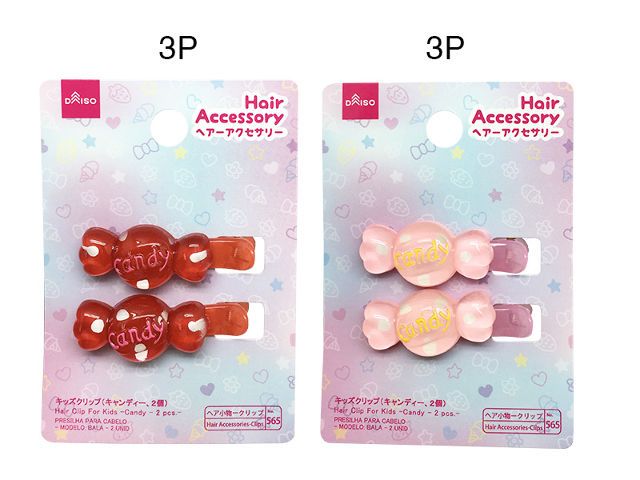 3P
DAISO
Hair
Accessory
ヘアーアクセサリー
Candy
Candy
キッズクリップ(キャンディー、2個)
Hair Clip For Kids -Candy - 2 pcs.-
PRESILHA PARA CABELO
- MODELO: BALA - 2 UNID
ヘア小物ークリップ
Hair Accessories-Clips
No.
565
3P
DAISO
Hair
Accessory
ヘアーアクセサリー
Candy
Candy
キッズクリップ(キャンディー、2個)
Hair Clip For Kids -Candy - 2 pcs.-
PRESILHA PARA CABELO
- MODELO: BALA - 2 UNID
ヘア小物ークリップ
Hair Accessories-Clips
No.
565